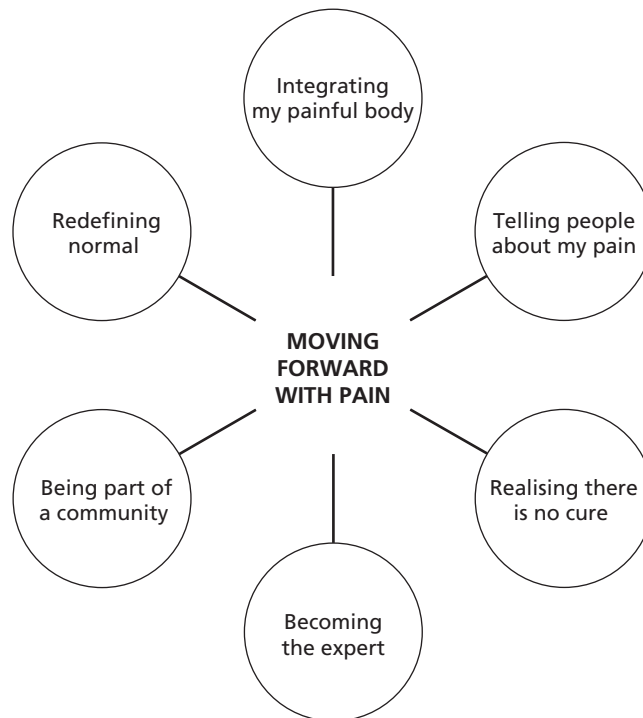 Integrating
my painful body
Redefining
normal
Telling people
about my pain
MOVING
FORWARD
WITH PAIN
Being part of
a community
Realising there
is no cure
Becoming
the expert